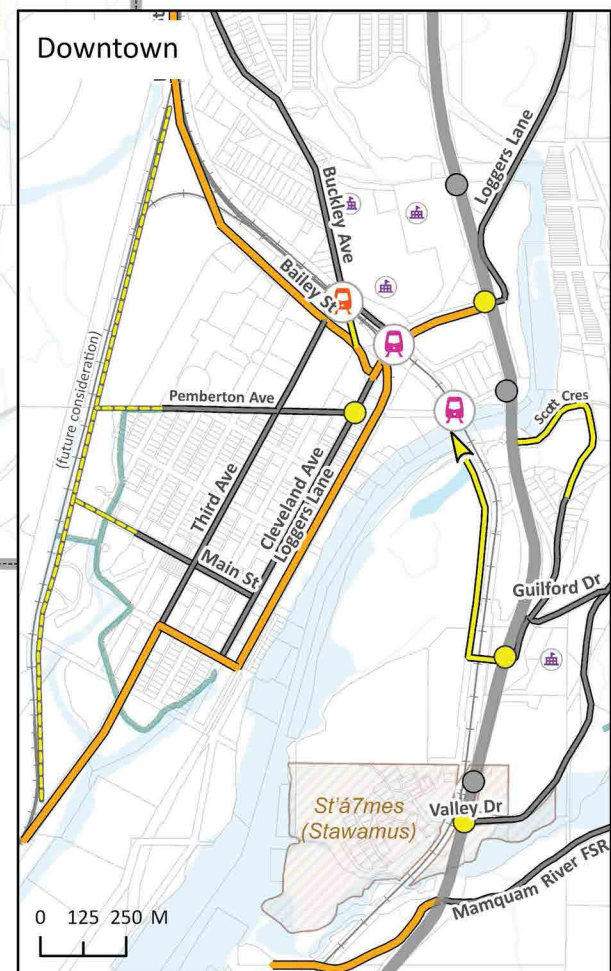 Downtown
Buckley Ave
Loggers Lane
Bailey St
(future consideration)
Pemberton Ave
Scott Cres
Third Ave
Cleveland Ave
Loggers Lane
Main St
Guilford Dr
St'á7mes
(Stawamus)
Valley Dr
Mamquam River FSR
0 125 250 M